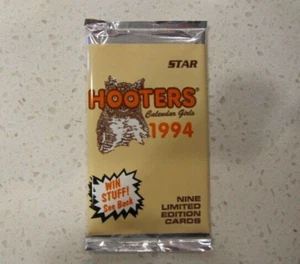 STAR
HOOTERS
Calendar Girls
1994
WIN
STUFF!
See Back
NINE
LIMITED
EDITION
CARDS